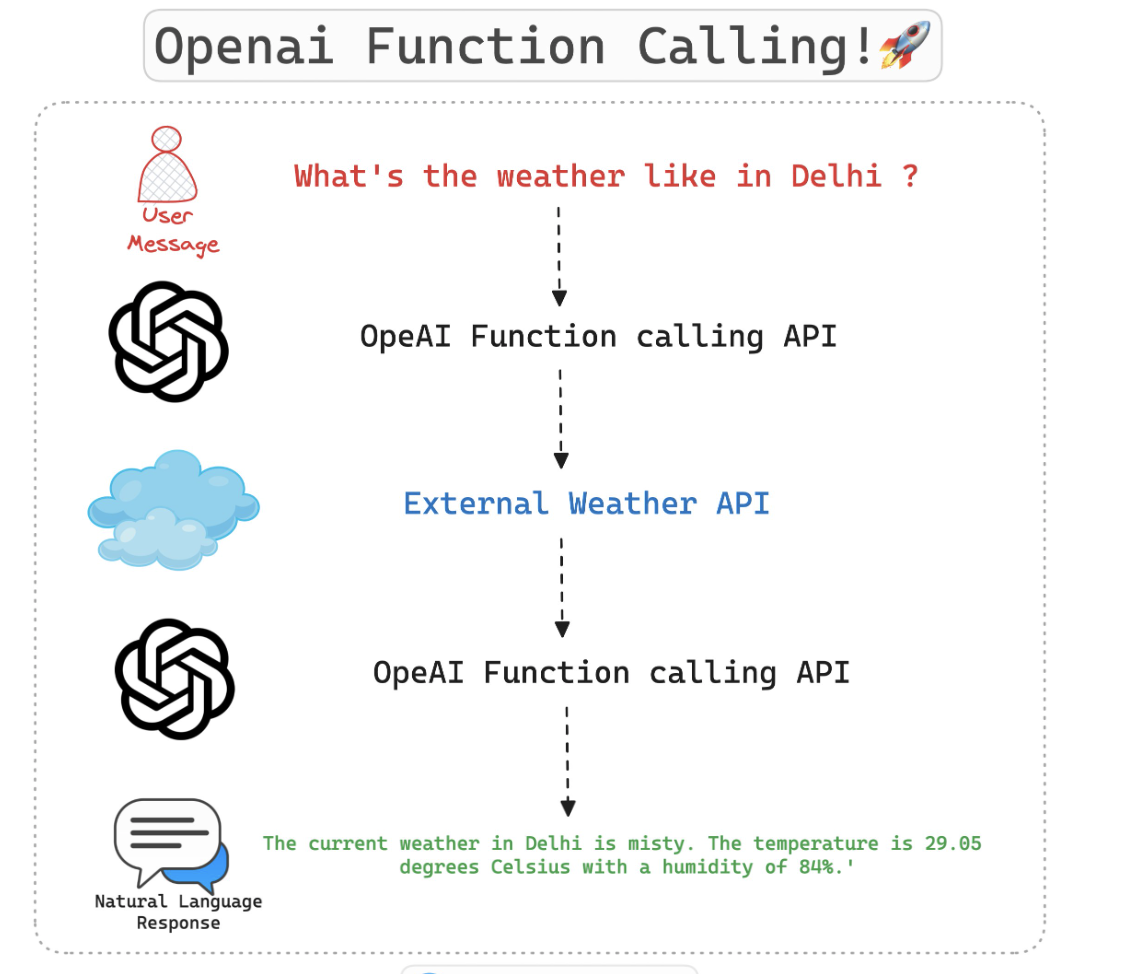 Openai Function Calling!🚀
What's the weather like in Delhi ?
User
Message
OpeAI Function calling API
External Weather API
OpeAI Function calling API
The current weather in Delhi is misty. The temperature is 29.05
degrees Celsius with a humidity of 84%.'
Natural Language
Response